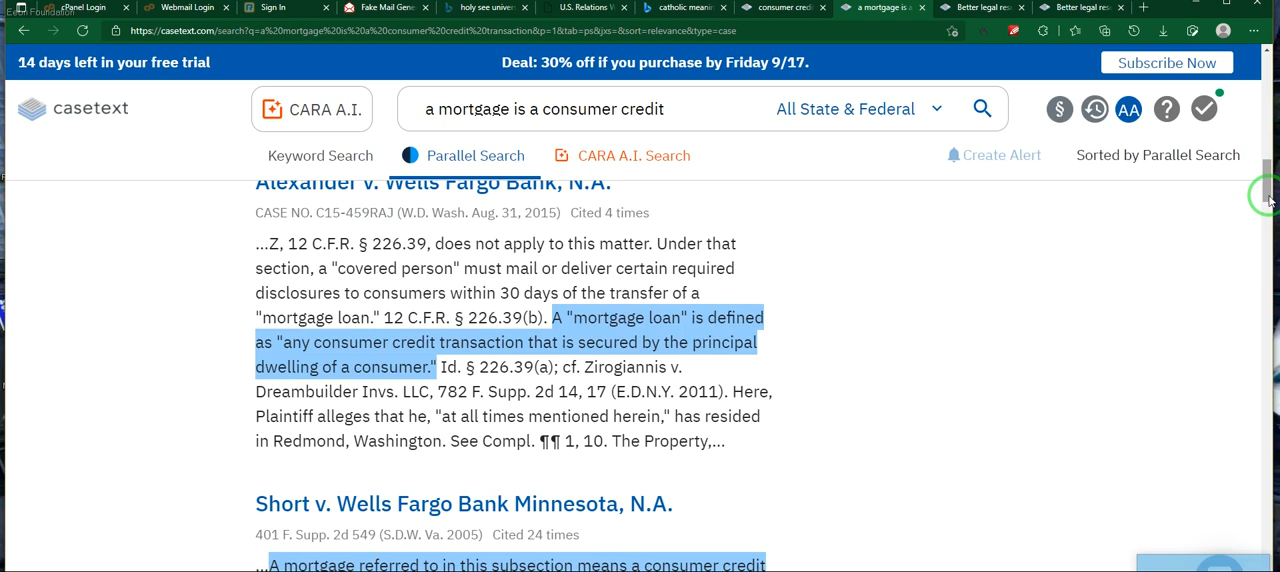 Eeon Foundation
cPanel Login
Webmail Login
Sign In
Fake Mail Gene
holy see univers
U.S. Relations W
catholic meanin
consumer credi
a mortgage is a
Better legal res
Better legal res
https://casetext.com/search?q=a%20mortgage%20is%20a%20consumer%20credit%20transaction&p=1&tab=ps&jxs=&sort=relevance&type=case
14 days left in your free trial
Deal: 30% off if you purchase by Friday 9/17.
Subscribe Now
casetext
CARA A.I.
a mortgage is a consumer credit
All State & Federal
§
AA
?
Keyword Search
Parallel Search
CARA A.I. Search
Create Alert
Sorted by Parallel Search
Alexander v. Wells Fargo Bank, N.A.
CASE NO. C15-459RAJ (W.D. Wash. Aug. 31, 2015) Cited 4 times
...Z, 12 C.F.R. § 226.39, does not apply to this matter. Under that
section, a "covered person" must mail or deliver certain required
disclosures to consumers within 30 days of the transfer of a
"mortgage loan." 12 C.F.R. § 226.39(b). A "mortgage loan" is defined
as "any consumer credit transaction that is secured by the principal
dwelling of a consumer." Id. § 226.39(a); cf. Zirogiannis v.
Dreambuilder Invs. LLC, 782 F. Supp. 2d 14, 17 (E.D.N.Y. 2011). Here,
Plaintiff alleges that he, "at all times mentioned herein," has resided
in Redmond, Washington. See Compl. ¶¶ 1, 10. The Property,...
Short v. Wells Fargo Bank Minnesota, N.A.
401 F. Supp. 2d 549 (S.D.W. Va. 2005) Cited 24 times
...A mortgage referred to in this subsection means a consumer credit